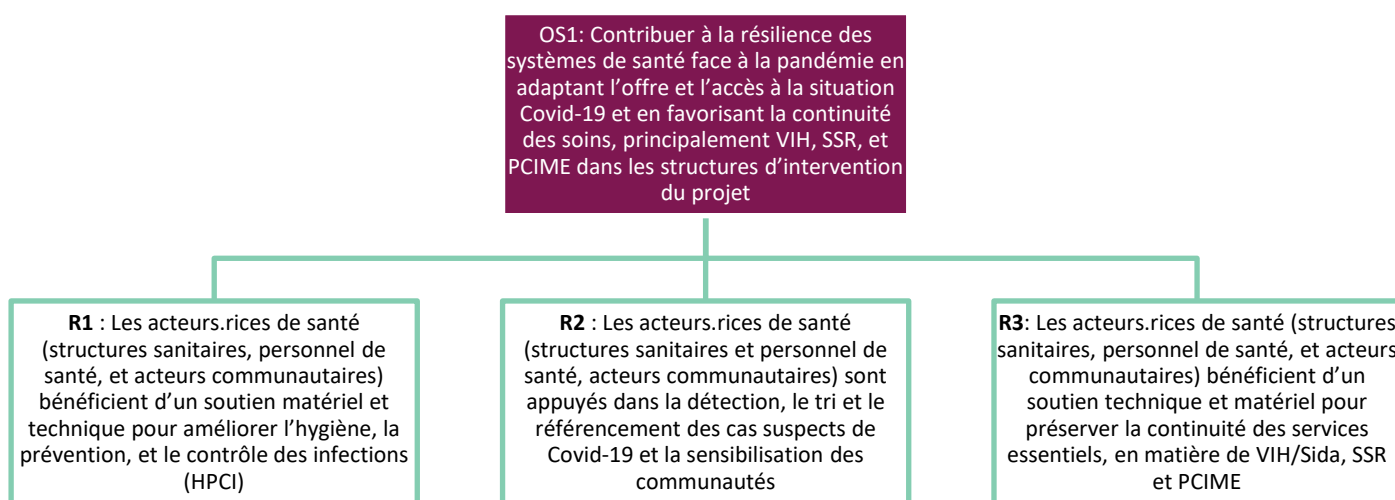 OS1: Contribuer à la résilience des
systèmes de santé face à la pandémie en
adaptant l’offre et l’accès à la situation
Covid-19 et en favorisant la continuité
des soins, principalement VIH, SSR, et
PCIME dans les structures d’intervention
du projet
R1 : Les acteurs.rices de santé
(structures sanitaires, personnel de
santé, et acteurs communautaires)
bénéficient d’un soutien matériel et
technique pour améliorer l’hygiène, la
prévention, et le contrôle des infections
(HPCI)
R2 : Les acteurs.rices de santé
(structures sanitaires et personnel de
santé, acteurs communautaires) sont
appuyés dans la détection, le tri et le
référencement des cas suspects de
Covid-19 et la sensibilisation des
communautés
R3: Les acteurs.rices de santé (structures
sanitaires, personnel de santé, et acteurs
communautaires) bénéficient d’un
soutien technique et matériel pour
préserver la continuité des services
essentiels, en matière de VIH/Sida, SSR
et PCIME